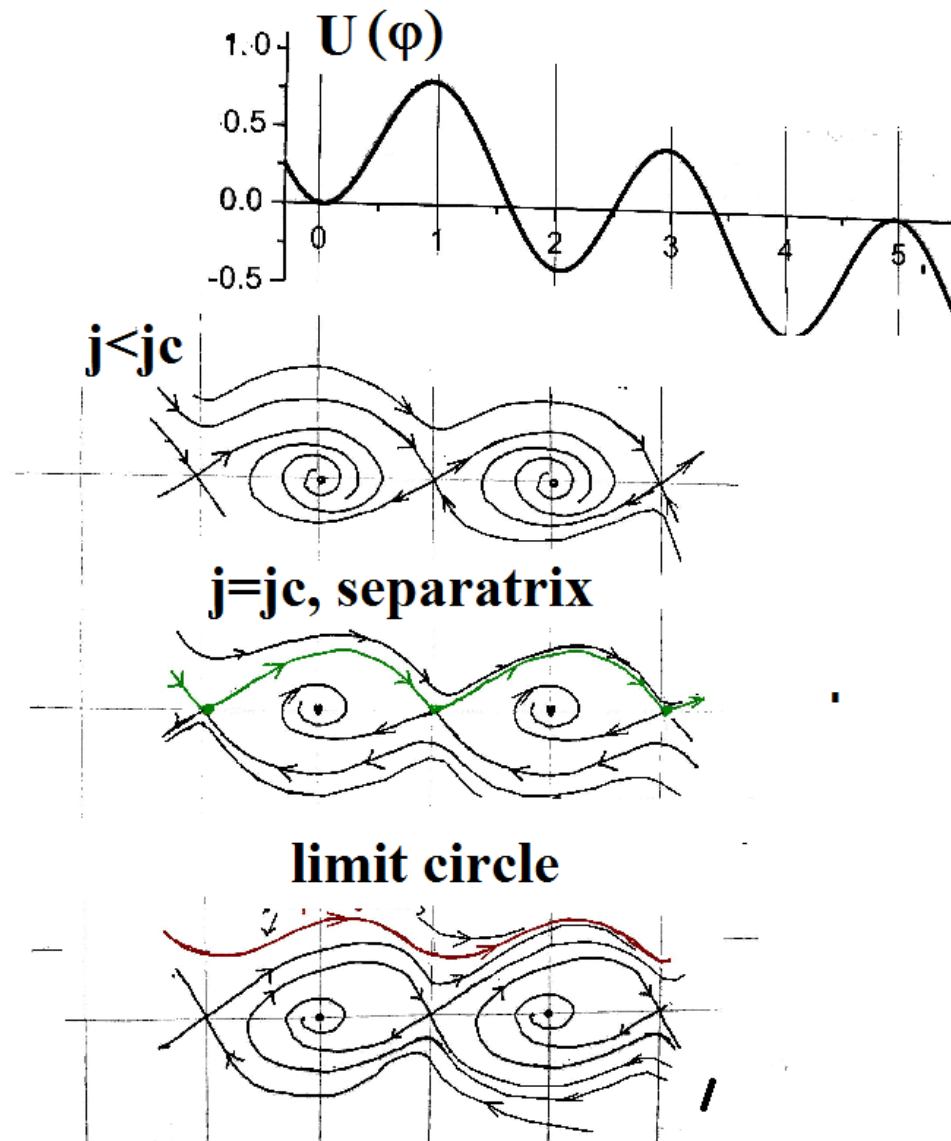 U (φ)
1.0
0.5
0.0
-0.5
0 1 2 3 4 5
j<jc
j=jc, separatrix
limit circle